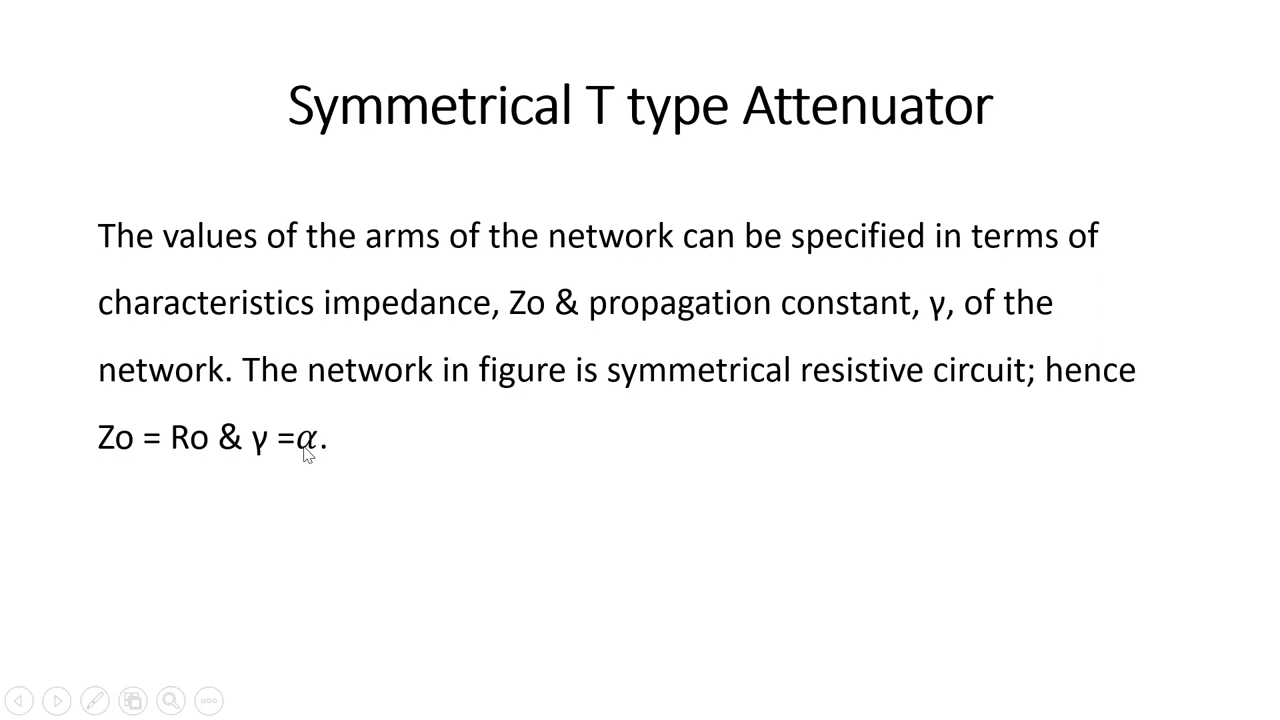 Symmetrical T type Attenuator
The values of the arms of the network can be specified in terms of
characteristics impedance, Zo & propagation constant, γ, of the
network. The network in figure is symmetrical resistive circuit; hence
Zo = Ro & γ =α.